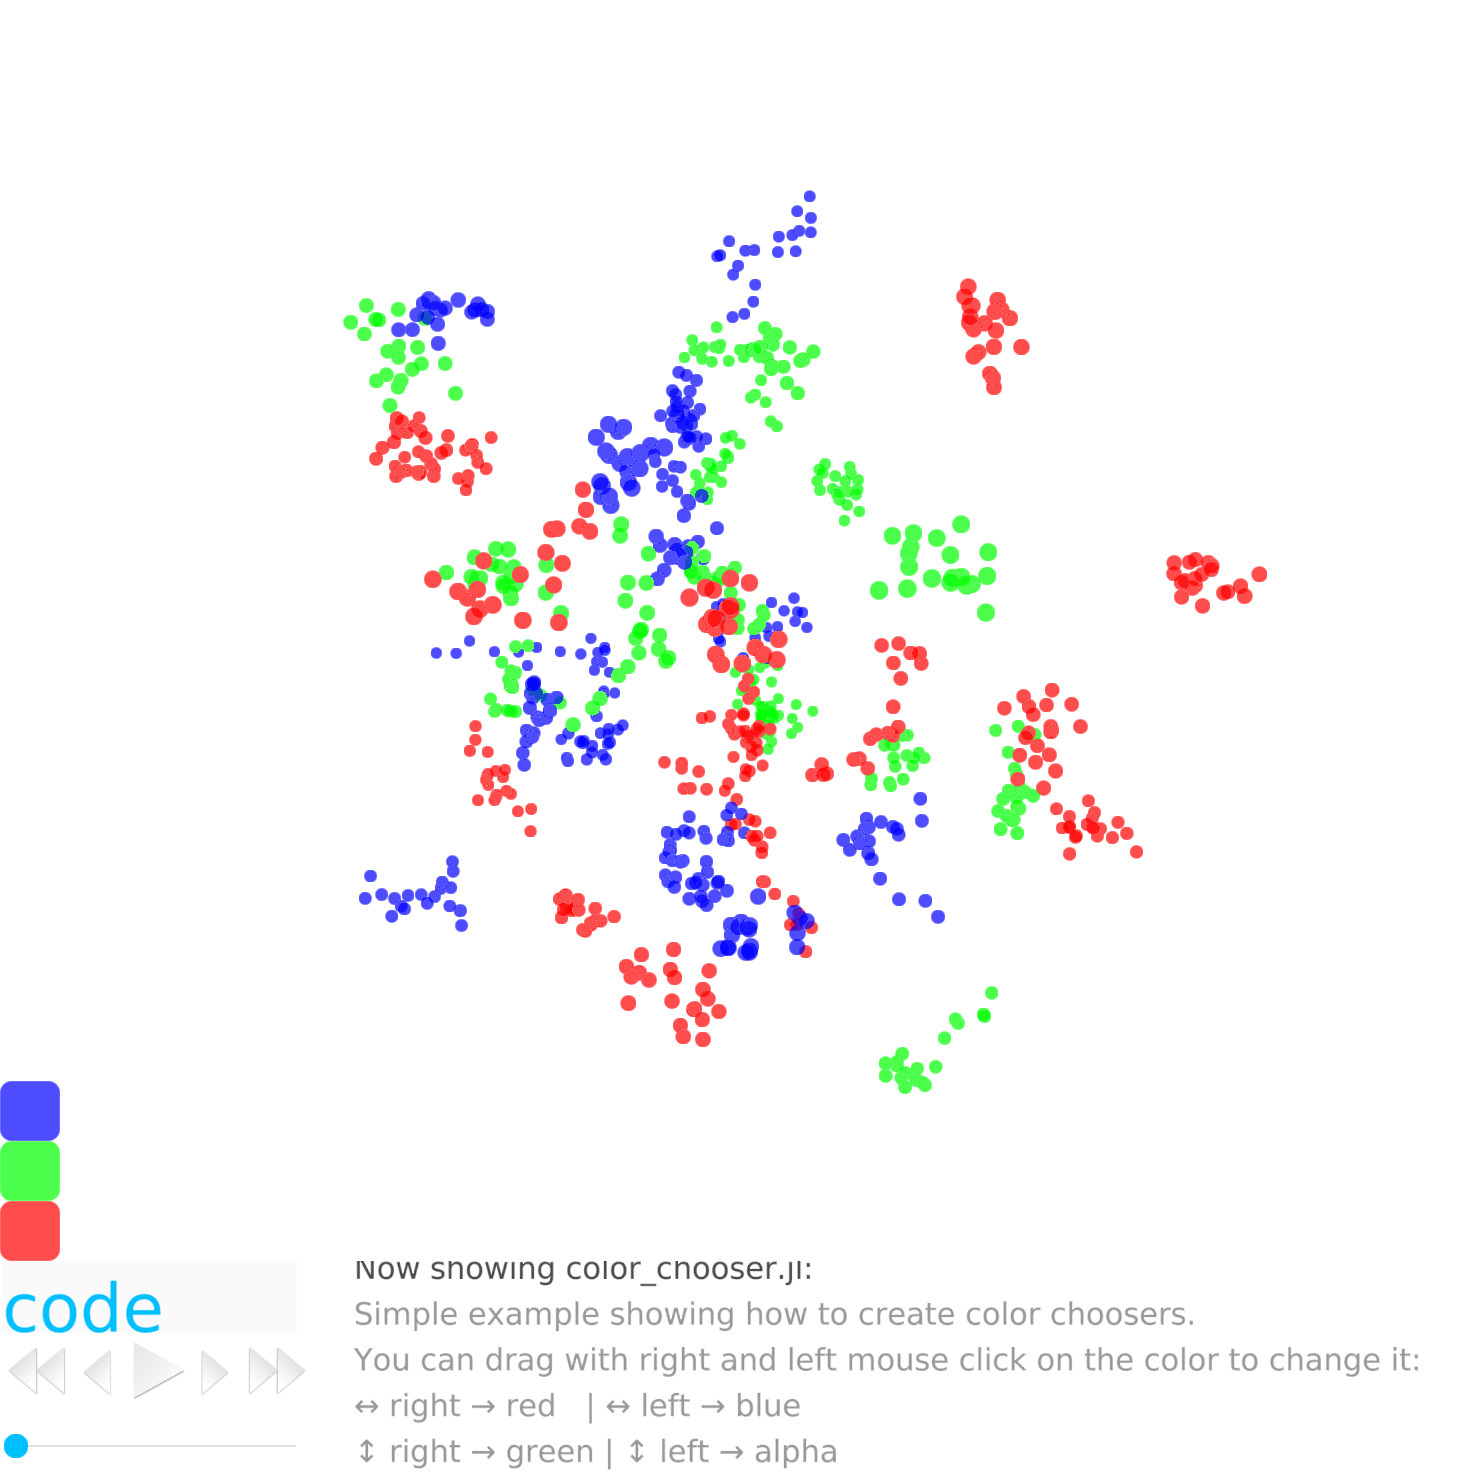 Now showing color_chooser.jl:
code
Simple example showing how to create color choosers.
You can drag with right and left mouse click on the color to change it:
↔ right → red | ↔ left → blue
↕ right → green | ↕ left → alpha